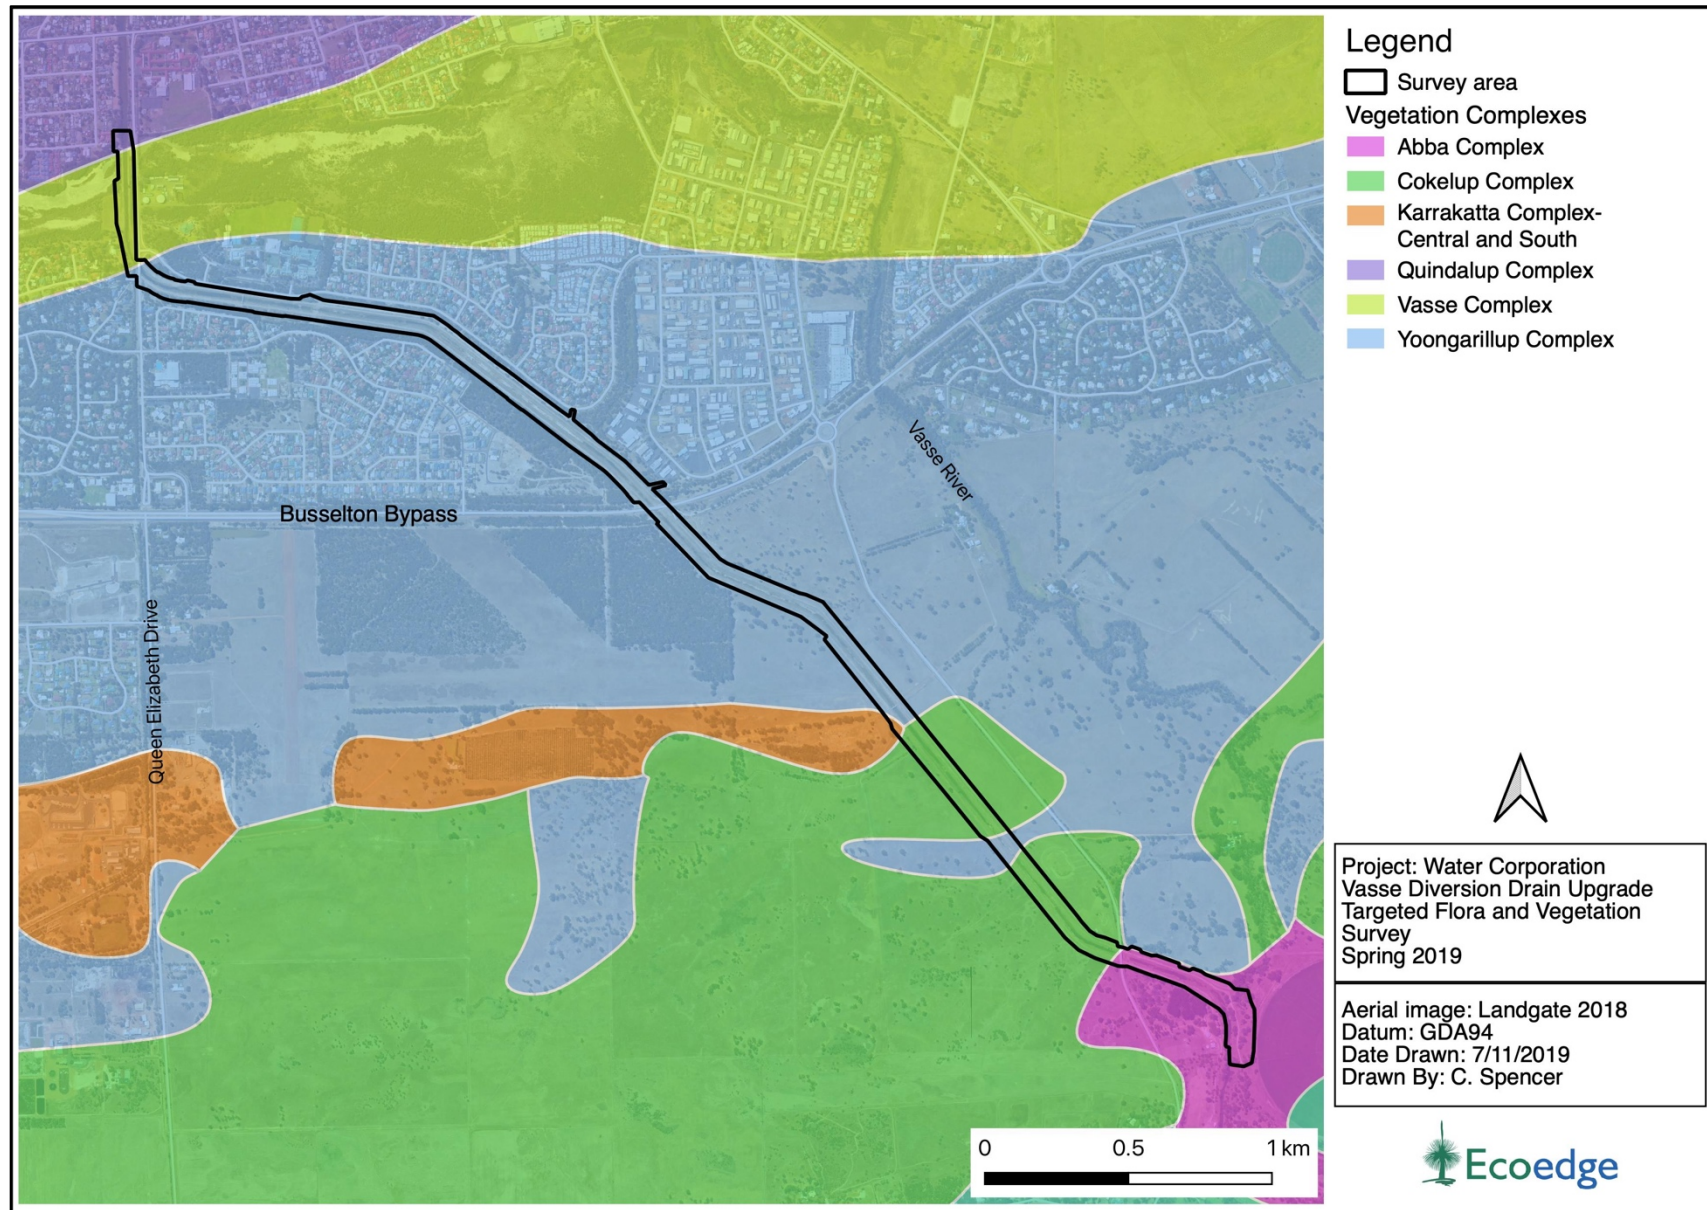 Legend
Survey area
Vegetation Complexes
Abba Complex
Cokelup Complex
Karrakatta Complex-
Central and South
Quindalup Complex
Vasse Complex
Yoongarillup Complex
Vasse River
Busselton Bypass
Queen Elizabeth Drive
Project: Water Corporation
Vasse Diversion Drain Upgrade
Targeted Flora and Vegetation
Survey
Spring 2019
Aerial image: Landgate 2018
Datum: GDA94
Date Drawn: 7/11/2019
Drawn By: C. Spencer
0 0.5 1 km
Ecoedge